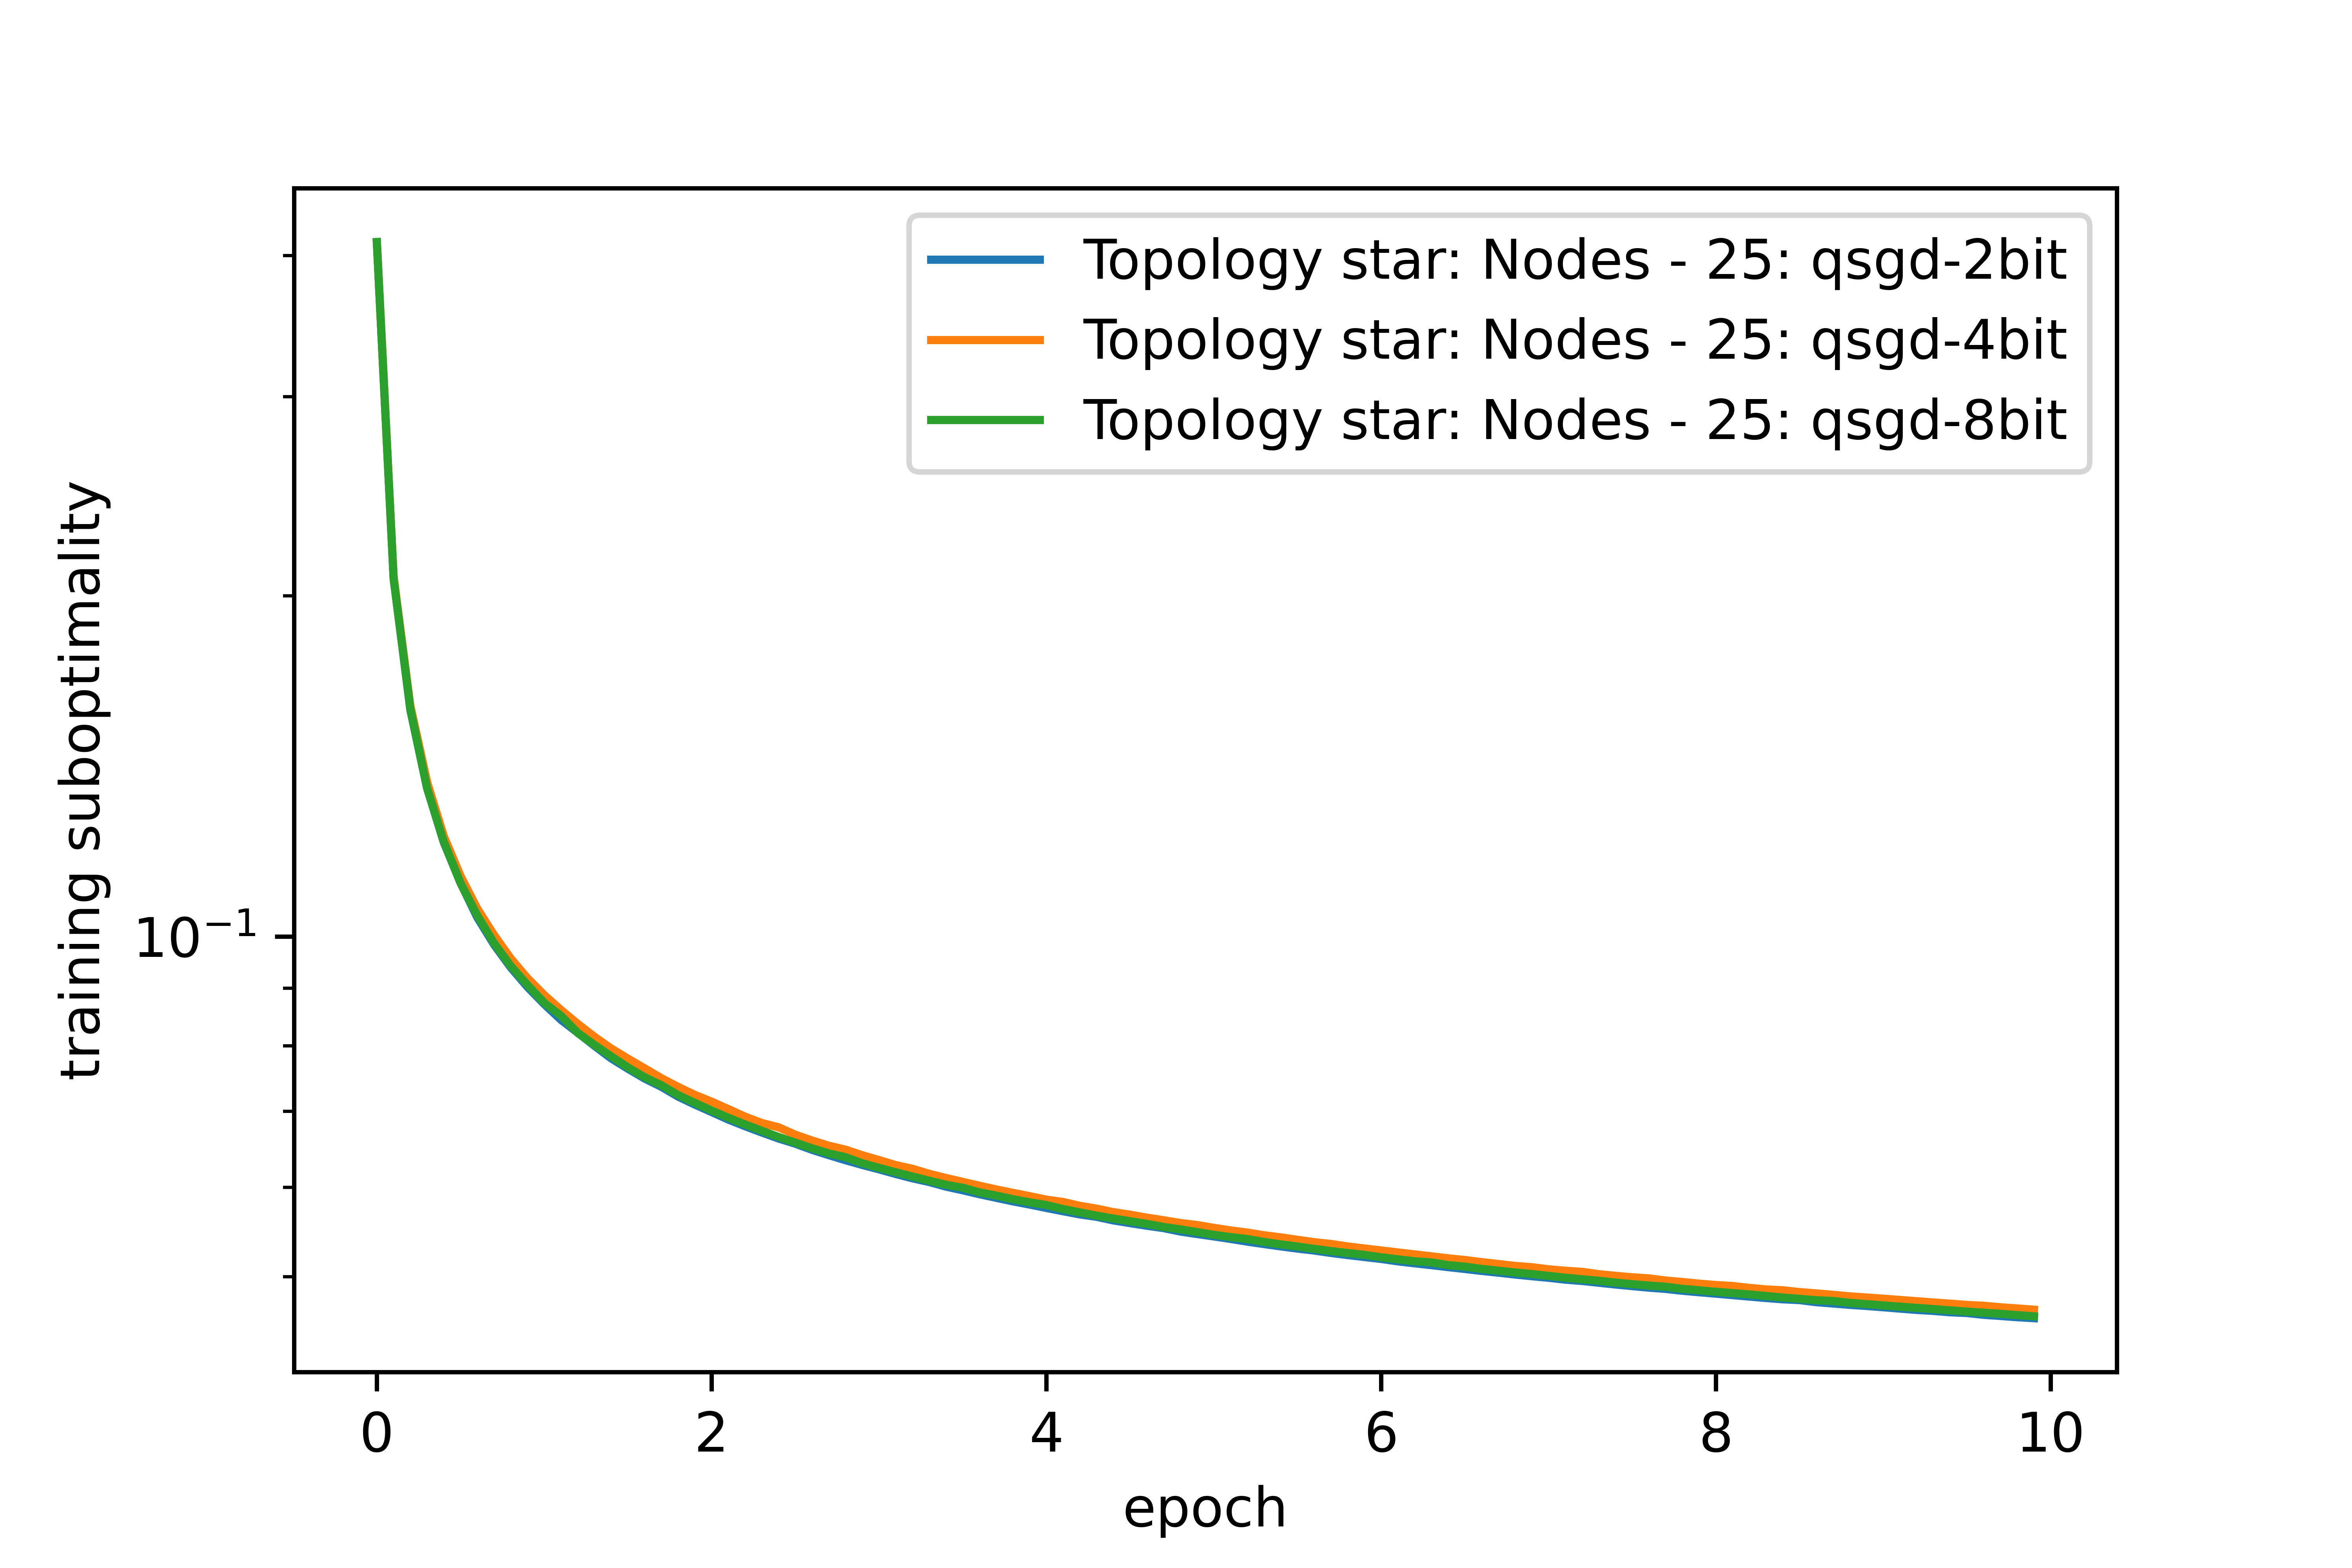 Topology star: Nodes - 25: qsgd-2bit
Topology star: Nodes - 25: qsgd-4bit
Topology star: Nodes - 25: qsgd-8bit
training suboptimality
10⁻¹
0 2 4 6 8 10
epoch